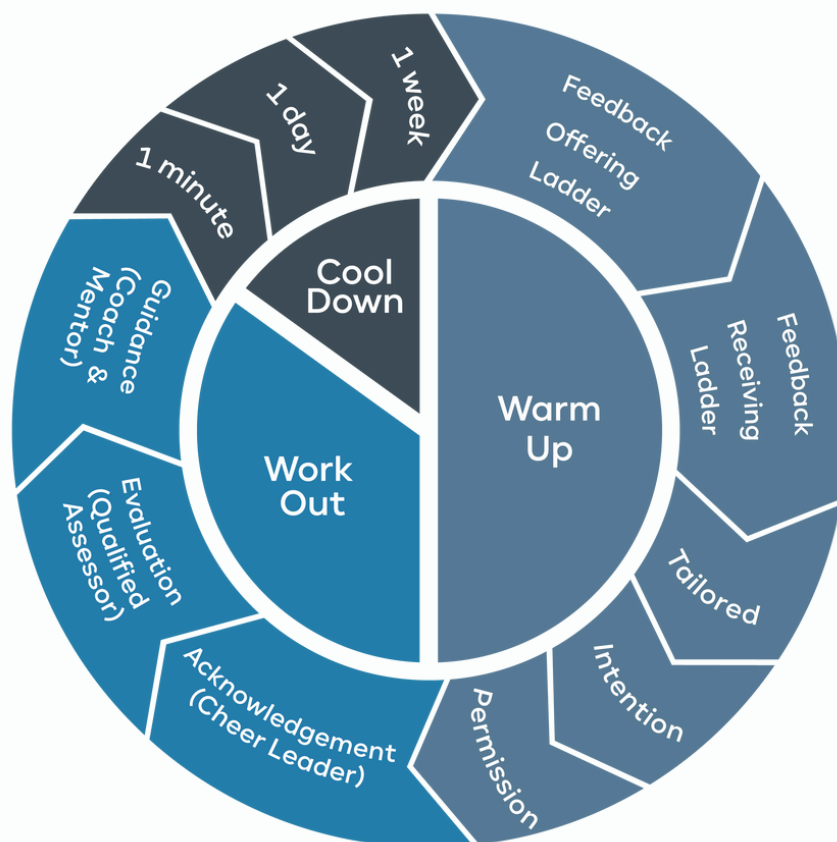 Warm
Up
Work
Out
Cool
Down
Feedback
Offering
Ladder
Feedback
Receiving
Ladder
Tailored
Intention
Permission
Acknowledgement
(Cheer Leader)
Evaluation
(Qualified
Assessor)
Guidance
(Coach &
Mentor)
1 minute
1 day
1 week